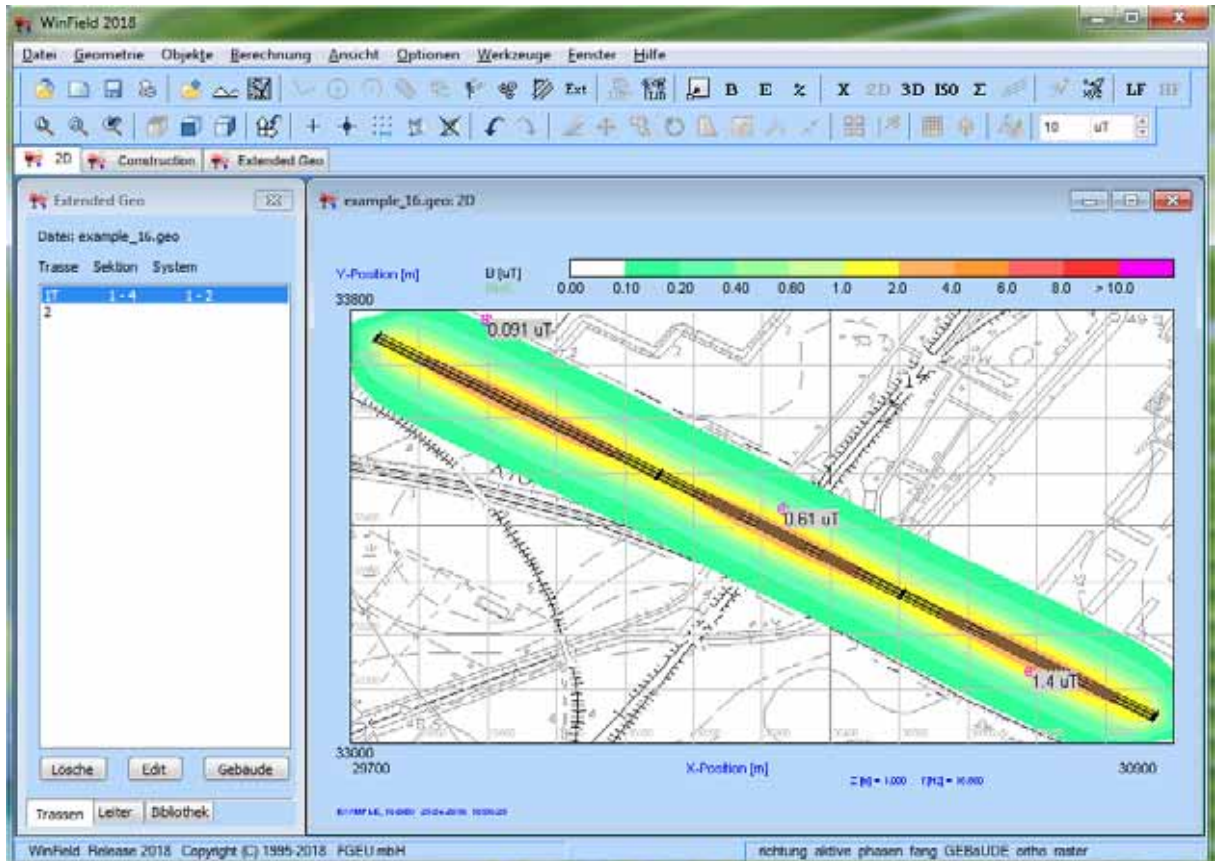 WinField 2018
Datei Geometrie Objekte Berechnung Ansicht Optionen Werkzeuge Fenster Hilfe
Ext B E X 2D 3D ISO Σ LF HF
10 uT
2D Construction Extended Geo
Extended Geo
Datei: example_16.geo
Trasse Sektion System
1T 1 - 4 1 - 2
2
Lösche Edit Gebäude
Trassen Leiter Bibliothek
example_16.geo: 2D
Y-Position [m] B [uT]
0.00 0.10 0.20 0.40 0.60 1.0 2.0 4.0 6.0 8.0 > 10.0
33800
0.091 uT
0.61 uT
1.4 uT
33000
29700 X-Position [m] 30900
WinField Release 2018 Copyright (C) 1995-2018 FGEU mbH
richtung aktive phasen fang GEBäUDE ortho raster